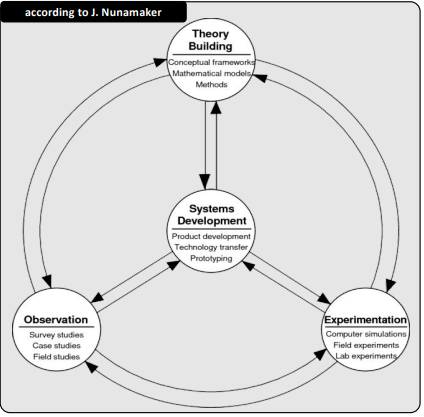 according to J. Nunamaker
Theory
Building
Conceptual frameworks
Mathematical models
Methods
Systems
Development
Product development
Technology transfer
Prototyping
Observation
Survey studies
Case studies
Field studies
Experimentation
Computer simulations
Field experiments
Lab experiments